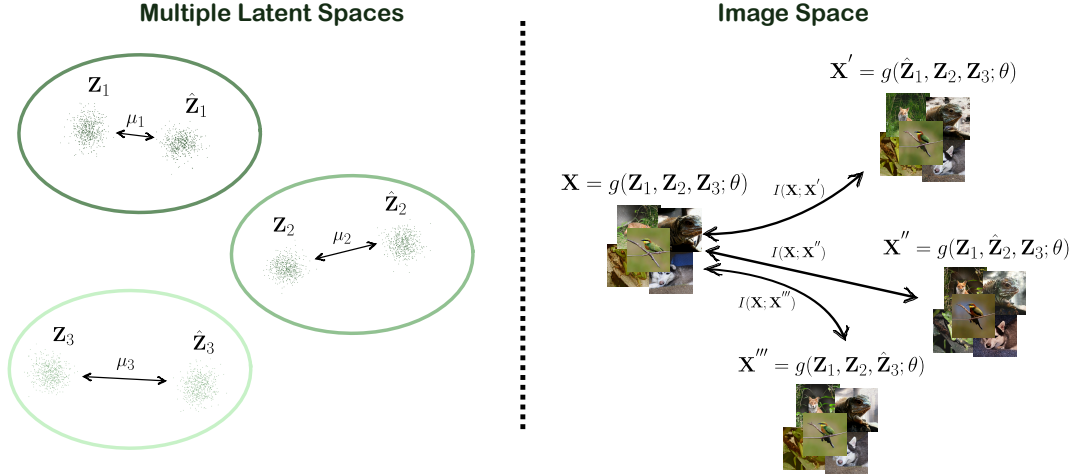 Multiple Latent Spaces
Z₁
Ẑ₁
μ₁
Z₂
Ẑ₂
μ₂
Z₃
Ẑ₃
μ₃
Image Space
X′ = g(Ẑ₁, Z₂, Z₃; θ)
X = g(Z₁, Z₂, Z₃; θ)
I(X; X′)
X″ = g(Z₁, Ẑ₂, Z₃; θ)
I(X; X″)
I(X; X‴)
X‴ = g(Z₁, Z₂, Ẑ₃; θ)